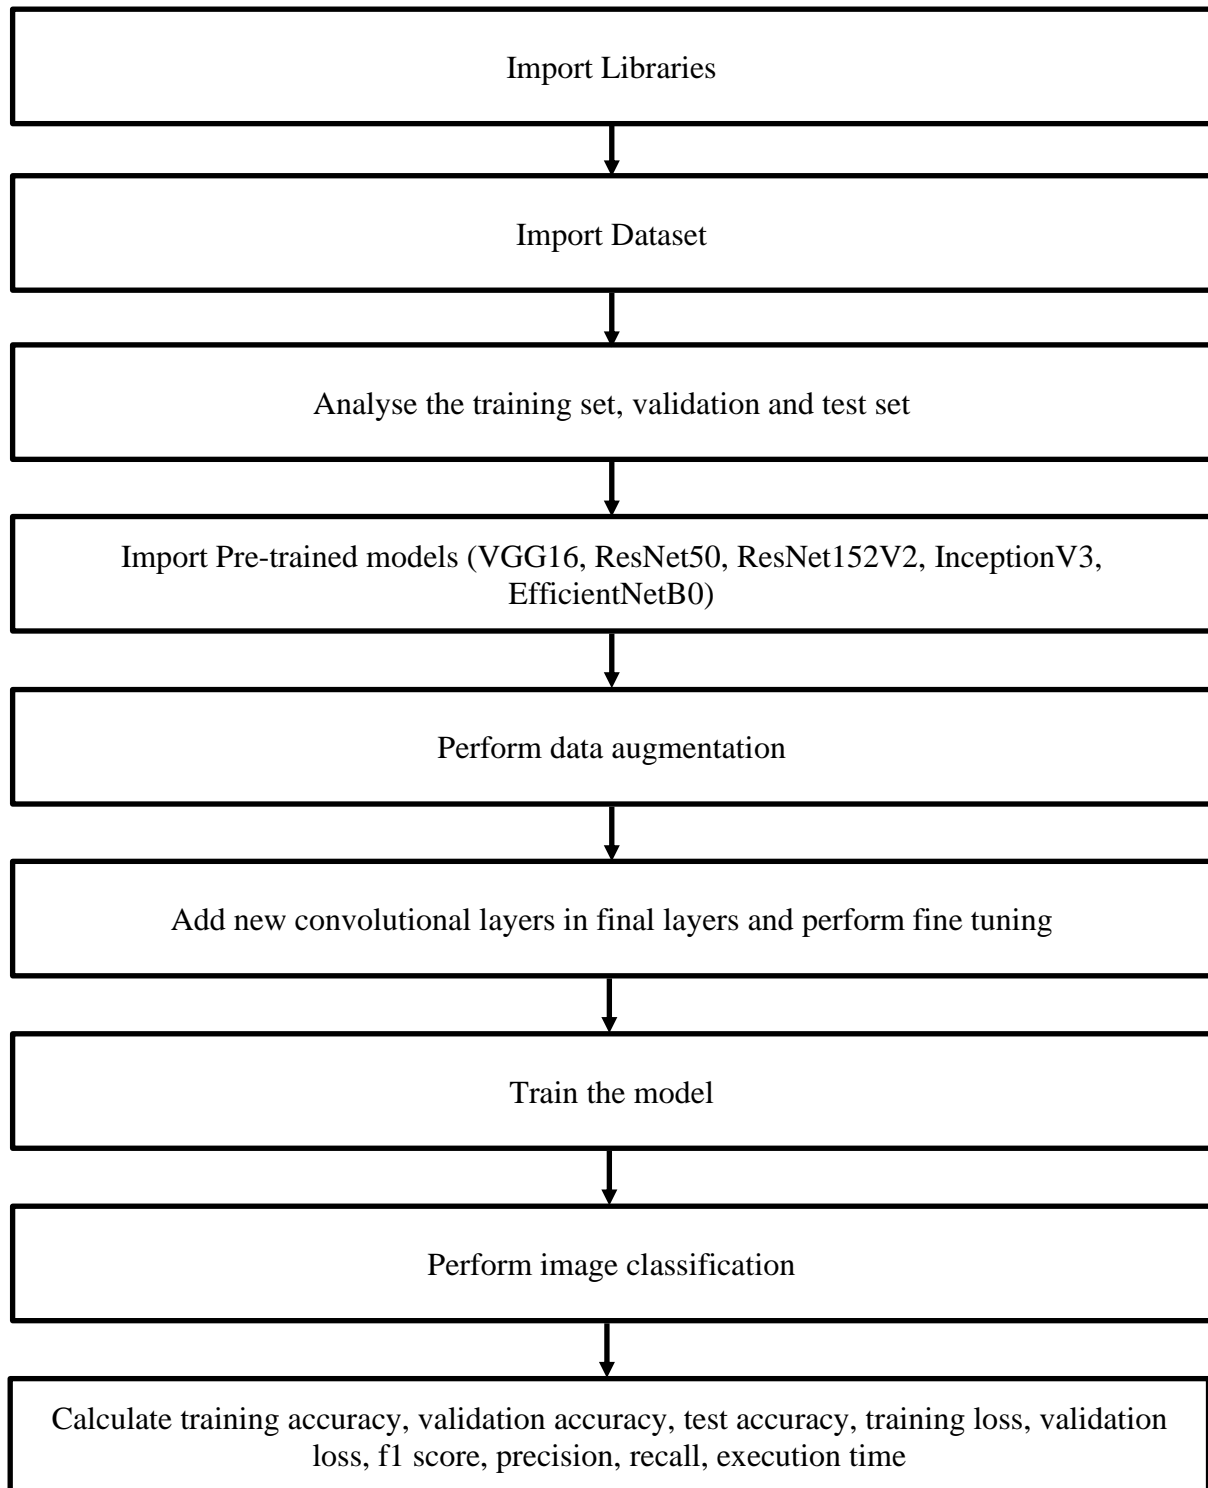 Import Libraries
Import Dataset
Analyse the training set, validation and test set
Import Pre-trained models (VGG16, ResNet50, ResNet152V2, InceptionV3,
EfficientNetB0)
Perform data augmentation
Add new convolutional layers in final layers and perform fine tuning
Train the model
Perform image classification
Calculate training accuracy, validation accuracy, test accuracy, training loss, validation
loss, f1 score, precision, recall, execution time